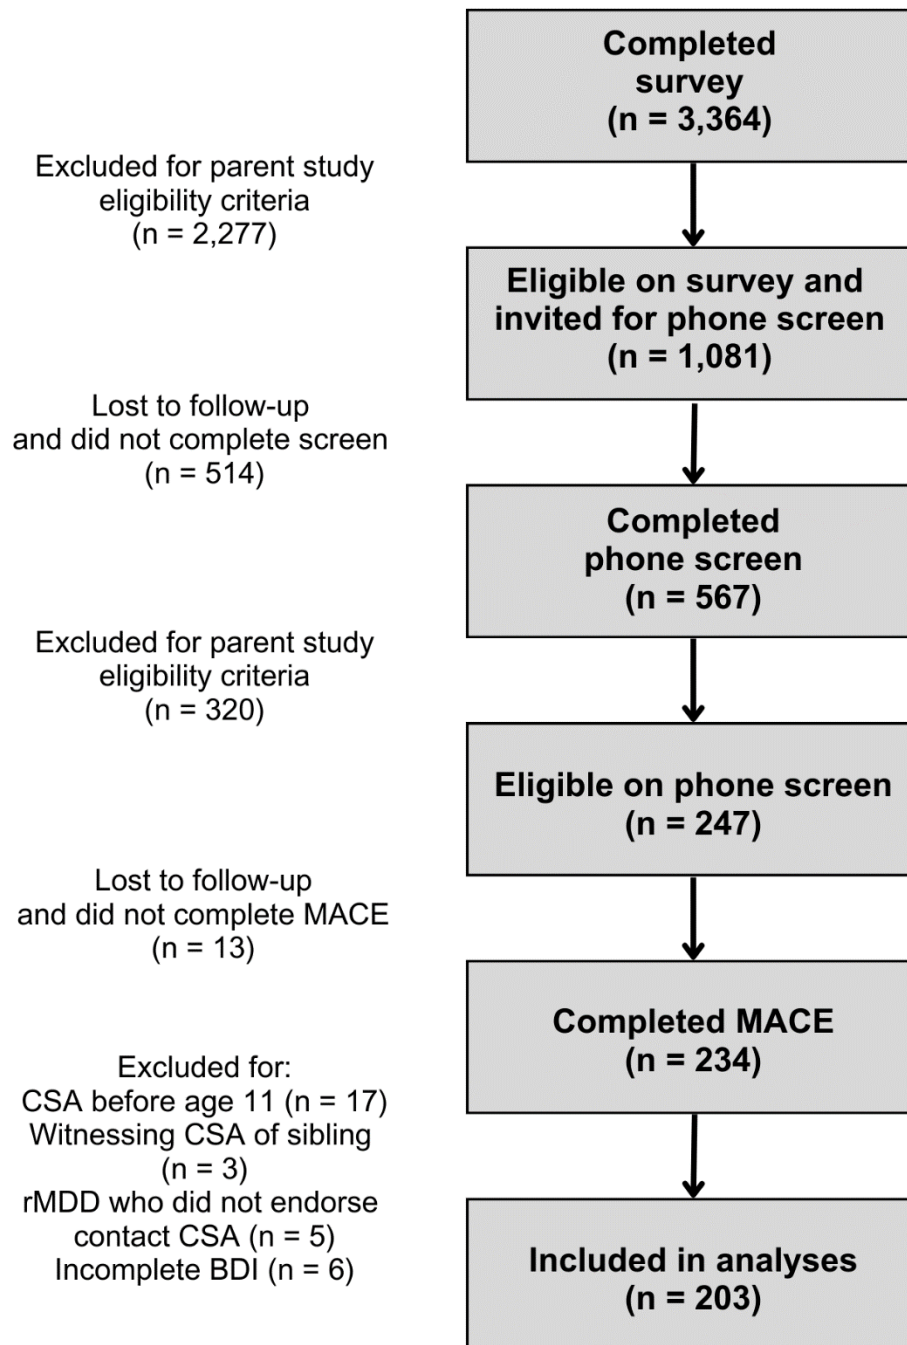 Completed
survey
(n = 3,364)
Excluded for parent study
eligibility criteria
(n = 2,277)
Eligible on survey and
invited for phone screen
(n = 1,081)
Lost to follow-up
and did not complete screen
(n = 514)
Completed
phone screen
(n = 567)
Excluded for parent study
eligibility criteria
(n = 320)
Eligible on phone screen
(n = 247)
Lost to follow-up
and did not complete MACE
(n = 13)
Completed MACE
(n = 234)
Excluded for:
CSA before age 11 (n = 17)
Witnessing CSA of sibling
(n = 3)
rMDD who did not endorse
contact CSA (n = 5)
Incomplete BDI (n = 6)
Included in analyses
(n = 203)